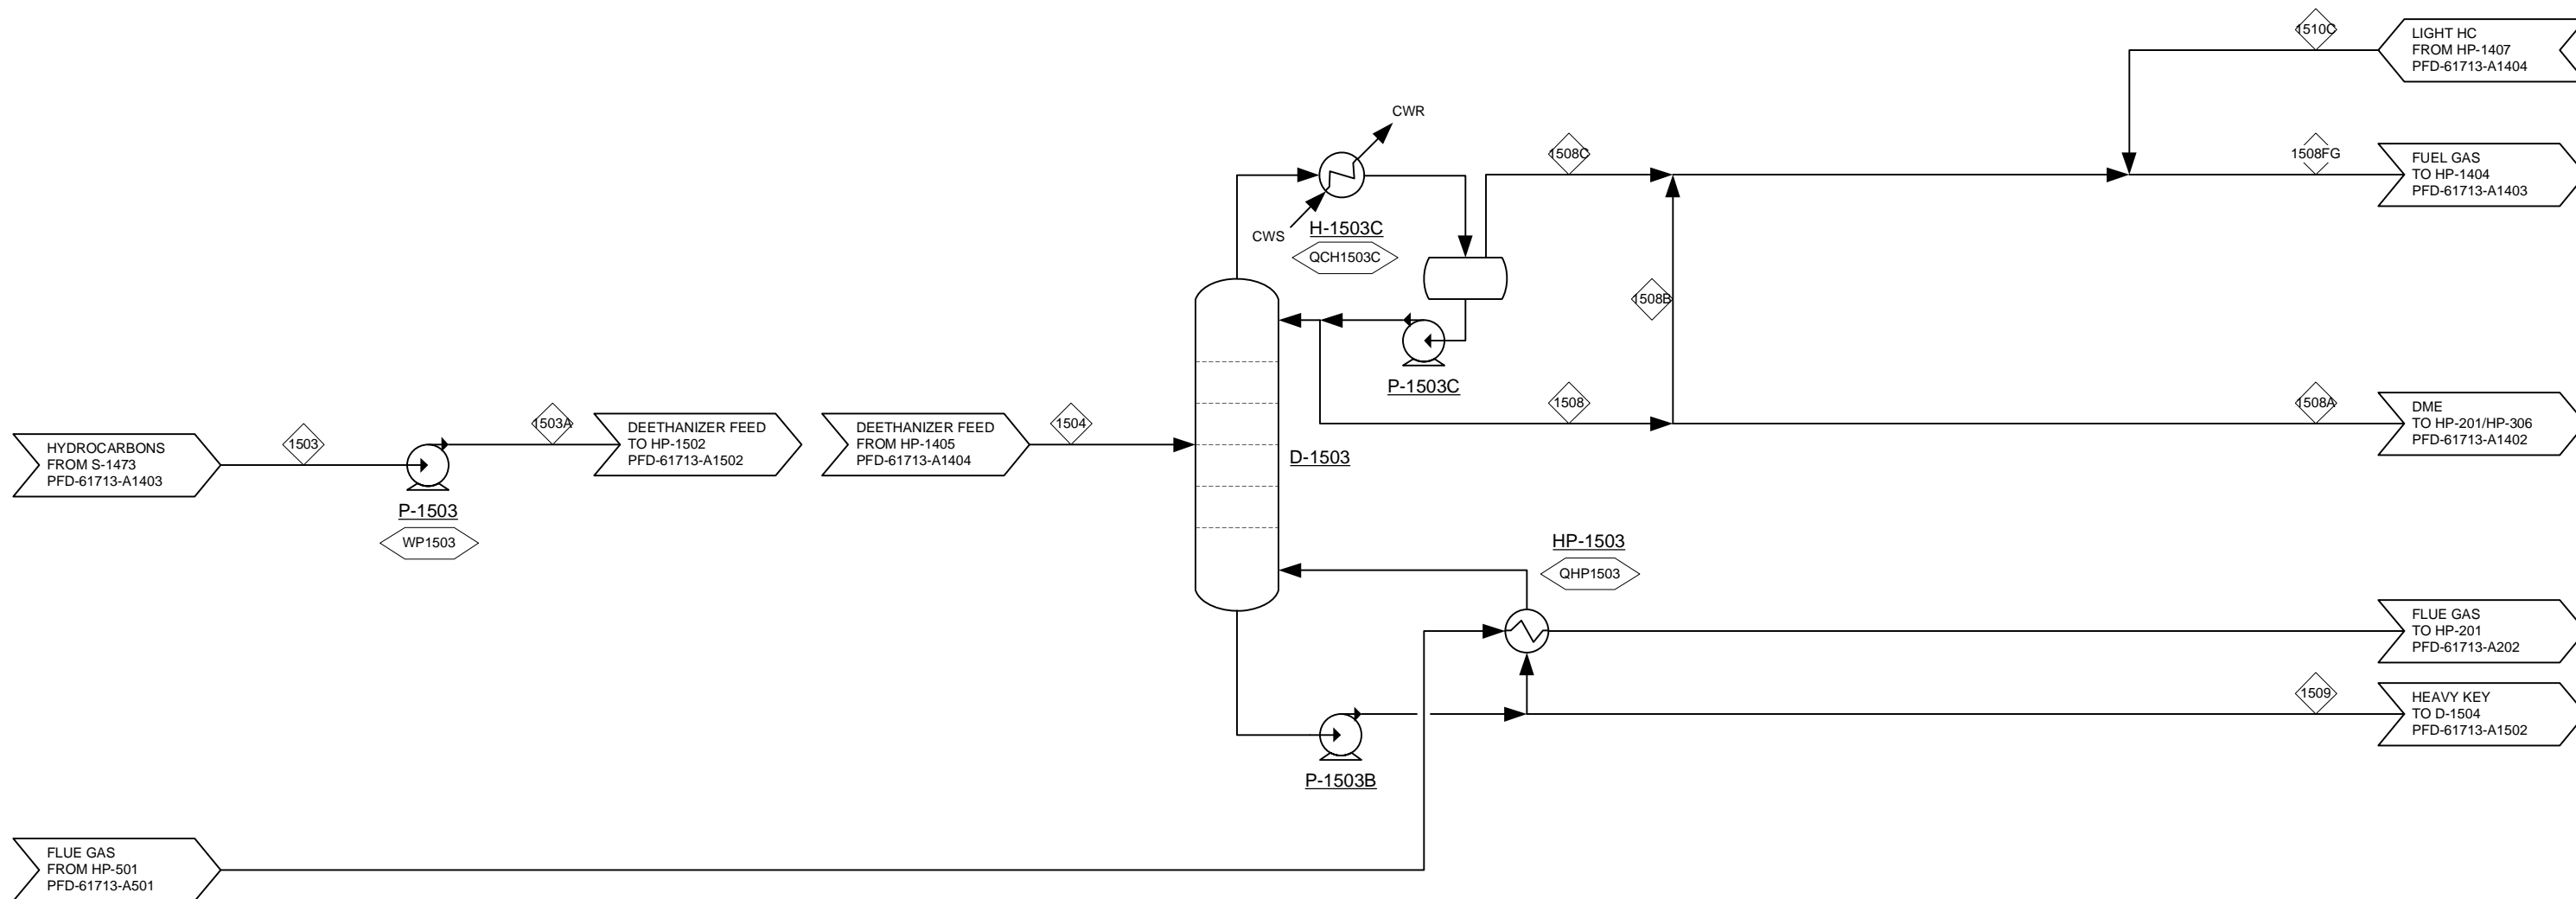 1510C
LIGHT HC
FROM HP-1407
PFD-61713-A1404
CWR
1508C
1508FG
FUEL GAS
TO HP-1404
PFD-61713-A1403
CWS
H-1503C
QCH1503C
1508B
P-1503C
1508
1508A
DME
TO HP-201/HP-306
PFD-61713-A1402
HYDROCARBONS
FROM S-1473
PFD-61713-A1403
1503
1503A
DEETHANIZER FEED
TO HP-1502
PFD-61713-A1502
DEETHANIZER FEED
FROM HP-1405
PFD-61713-A1404
1504
D-1503
P-1503
WP1503
HP-1503
QHP1503
FLUE GAS
TO HP-201
PFD-61713-A202
1509
HEAVY KEY
TO D-1504
PFD-61713-A1502
P-1503B
FLUE GAS
FROM HP-501
PFD-61713-A501